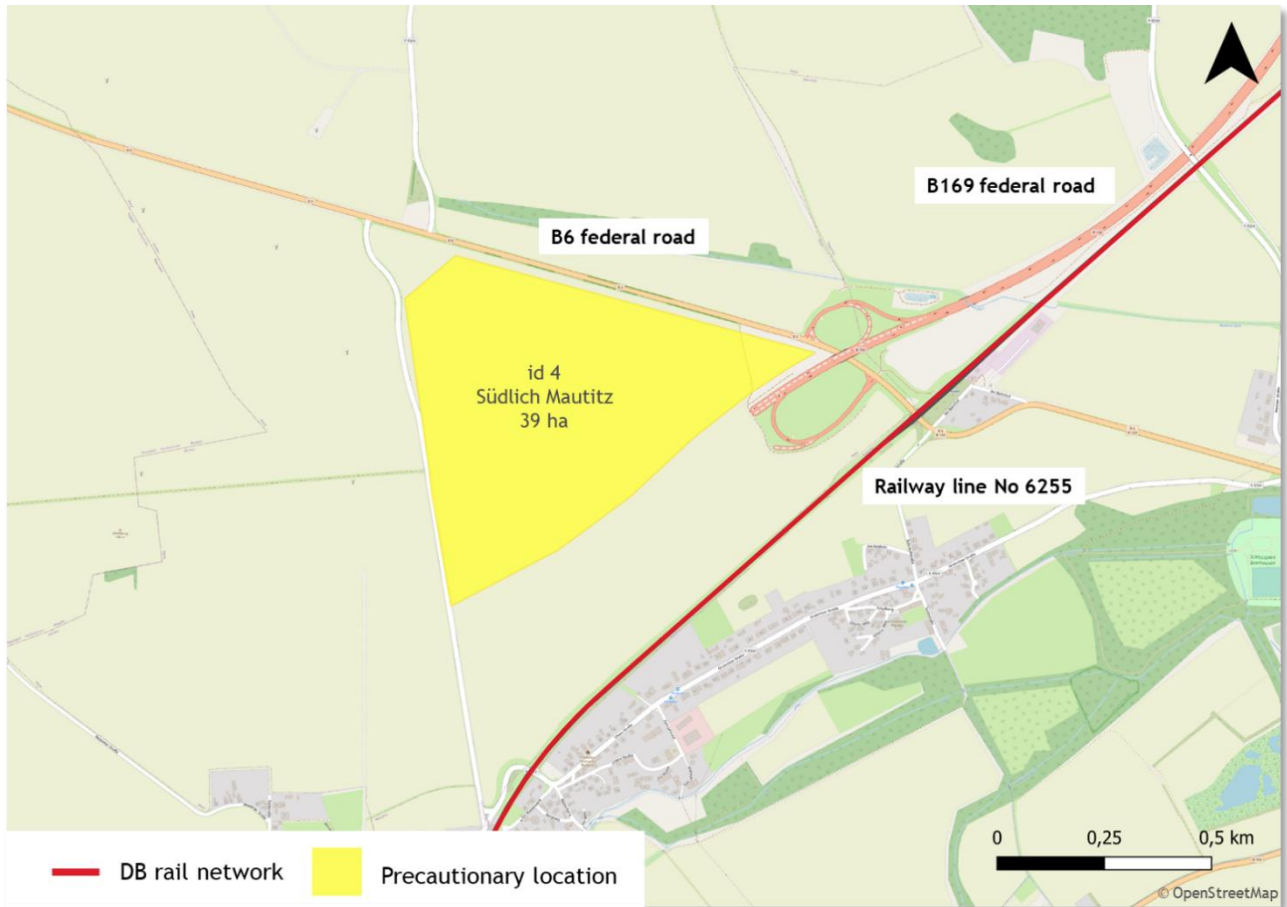 B169 federal road
B6 federal road
id 4
Südlich Mautitz
39 ha
Railway line No 6255
0 0,25 0,5 km
DB rail network
Precautionary location
© OpenStreetMap